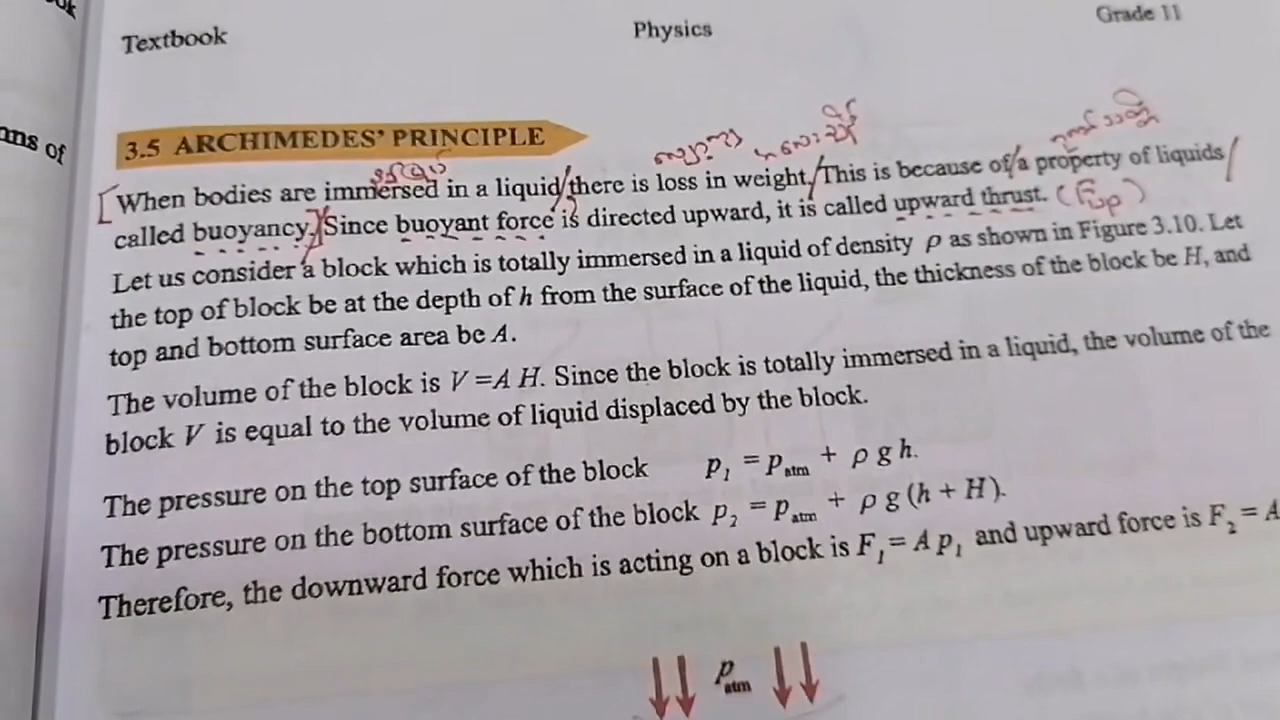 Textbook Physics Grade 11
ans of
3.5 ARCHIMEDES' PRINCIPLE
When bodies are immersed in a liquid there is loss in weight. This is because of a property of liquids
called buoyancy. Since buoyant force is directed upward, it is called upward thrust. (Fup)
Let us consider a block which is totally immersed in a liquid of density ρ as shown in Figure 3.10. Let
the top of block be at the depth of h from the surface of the liquid, the thickness of the block be H, and
top and bottom surface area be A.
The volume of the block is V =A H. Since the block is totally immersed in a liquid, the volume of the
block V is equal to the volume of liquid displaced by the block.
The pressure on the top surface of the block p₁ = pₐₜₘ + ρ g h.
The pressure on the bottom surface of the block p₂ = pₐₜₘ + ρ g (h + H).
Therefore, the downward force which is acting on a block is F₁ = A p₁ and upward force is F₂ = A
pₐₜₘ